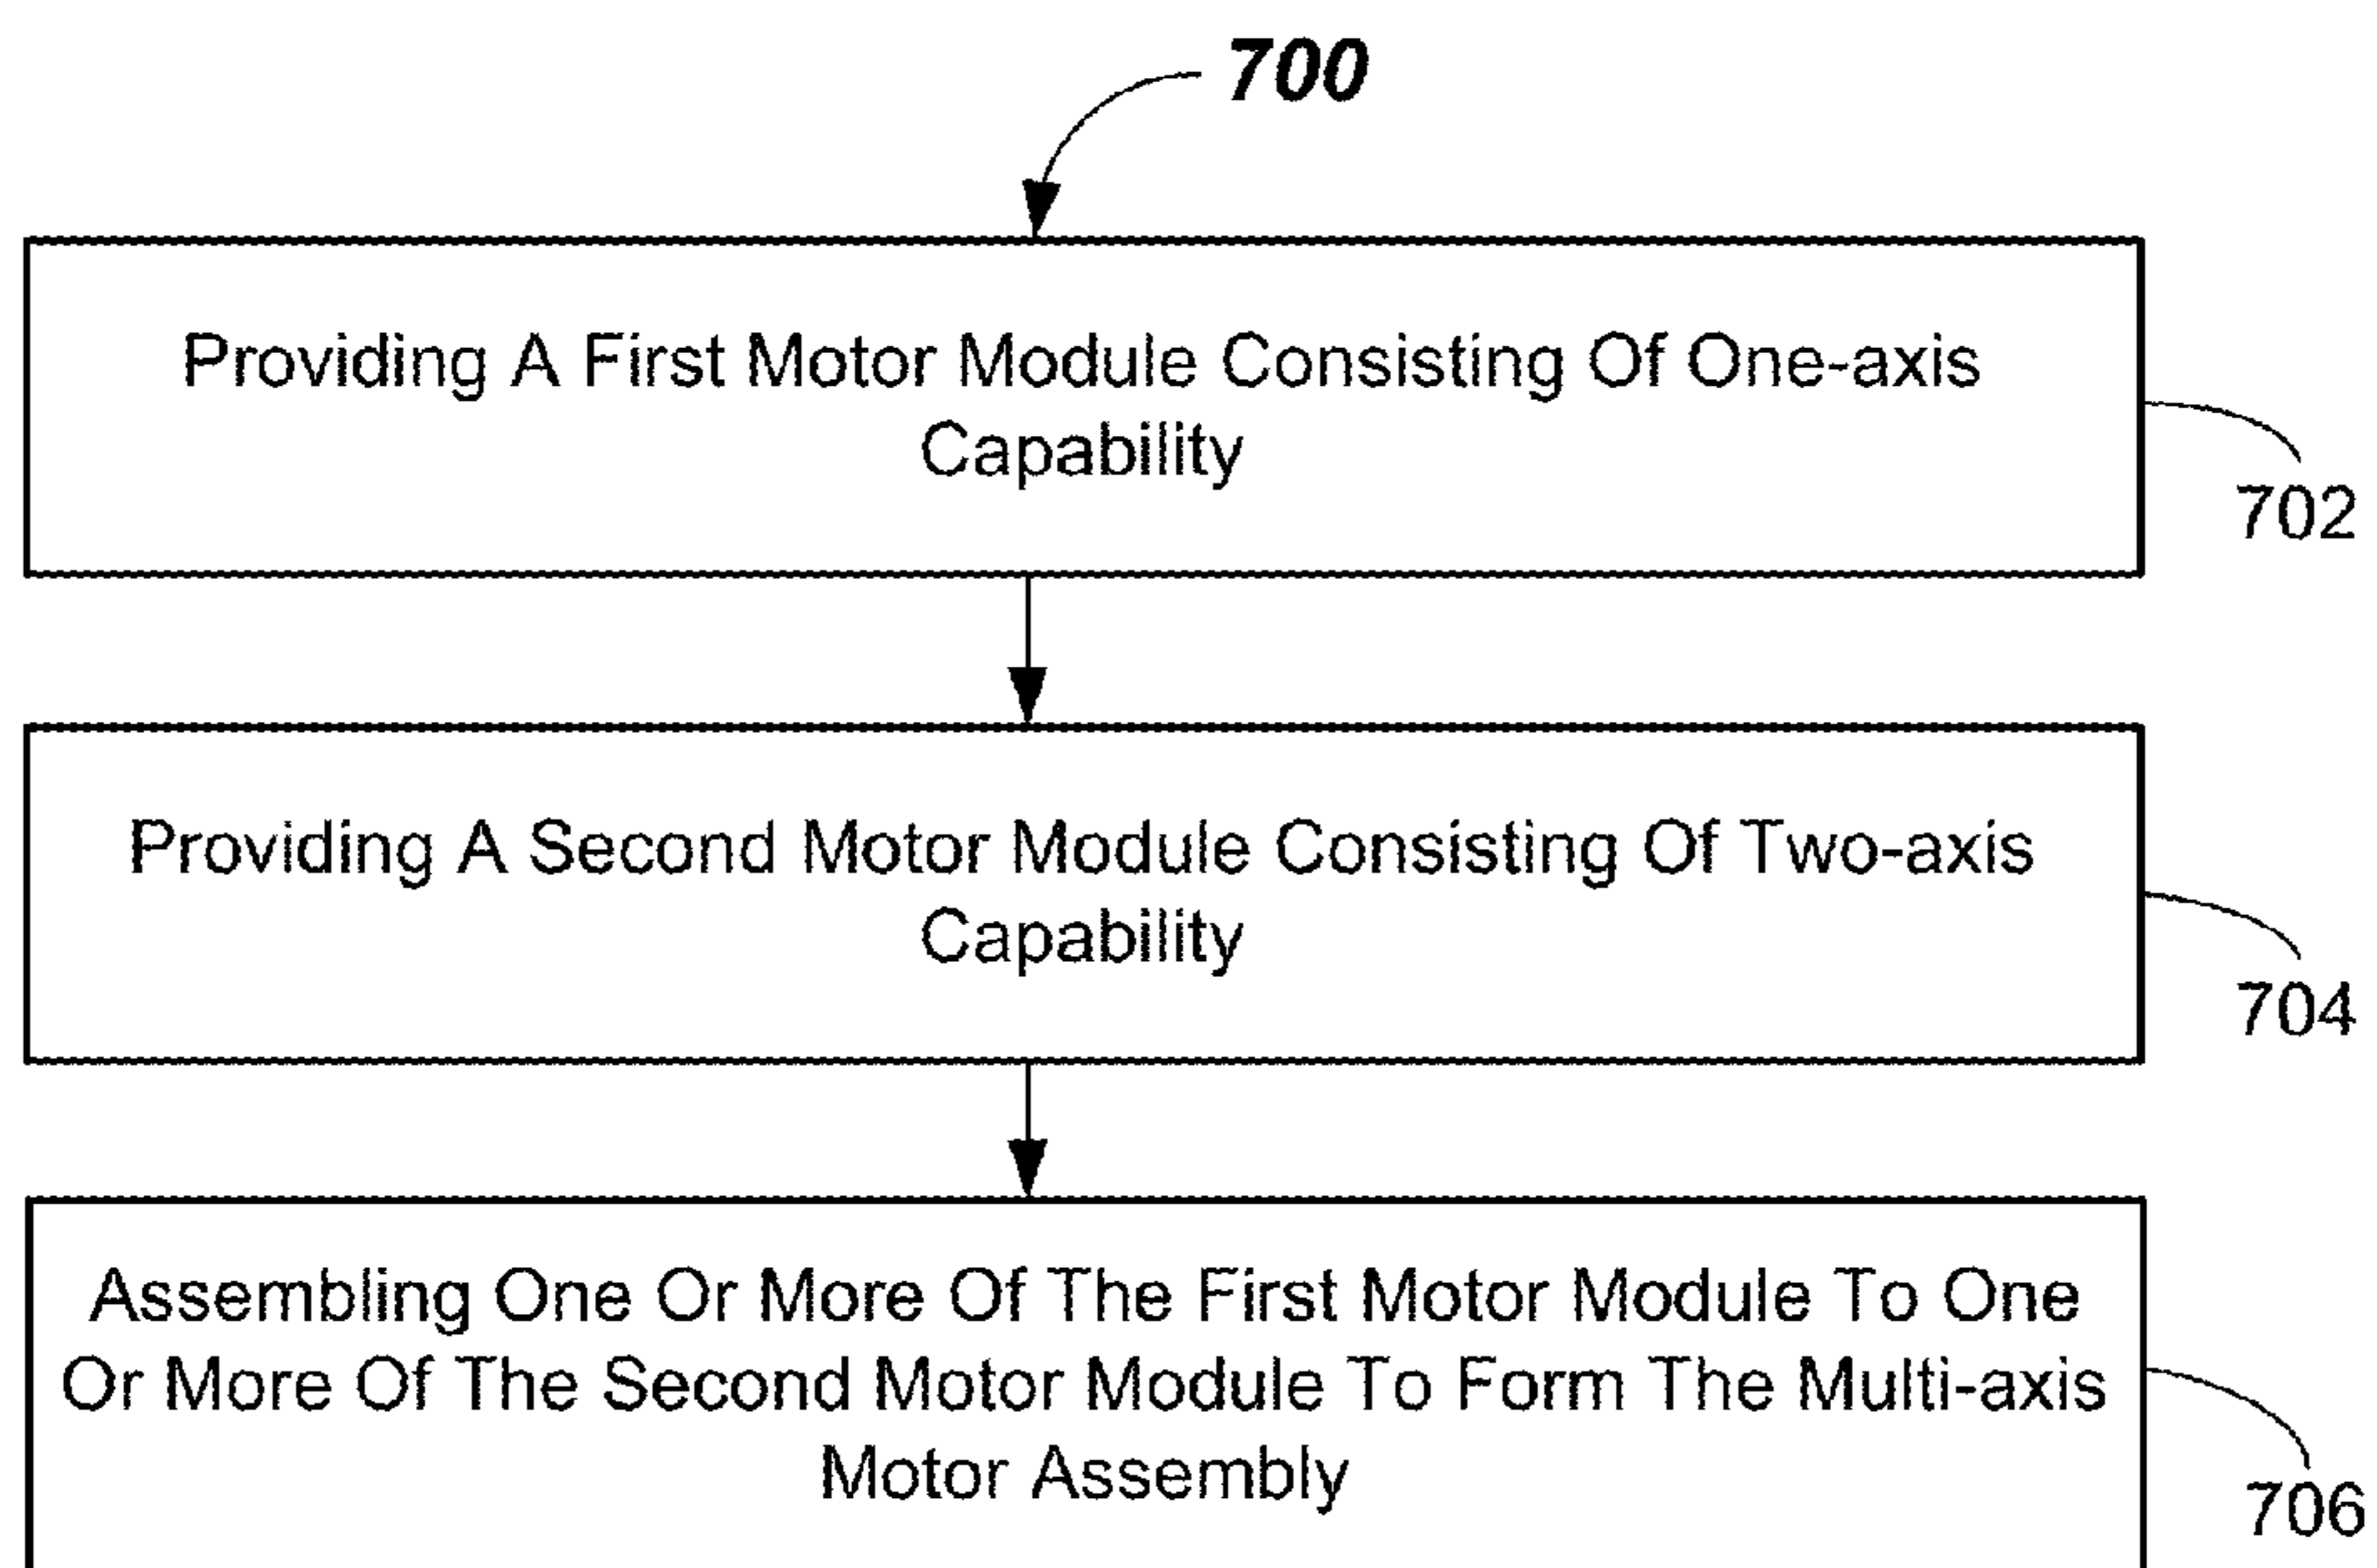 700
Providing A First Motor Module Consisting Of One-axis
Capability
702
Providing A Second Motor Module Consisting Of Two-axis
Capability
704
Assembling One Or More Of The First Motor Module To One
Or More Of The Second Motor Module To Form The Multi-axis
Motor Assembly
706